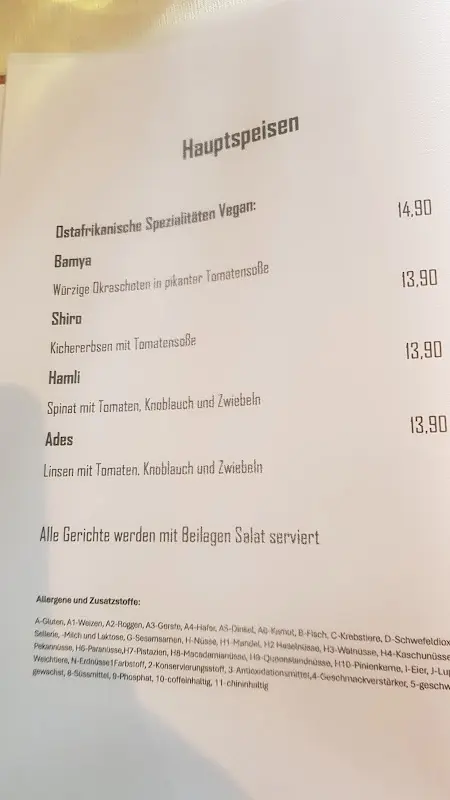 Hauptspeisen
Ostafrikanische Spezialitäten Vegan:
14,90
Bamya
Würzige Okraschoten in pikanter Tomatensoße
13,90
Shiro
Kichererbsen mit Tomatensoße
13,90
Hamli
Spinat mit Tomaten, Knoblauch und Zwiebeln
13,90
Ades
Linsen mit Tomaten, Knoblauch und Zwiebeln
Alle Gerichte werden mit Beilagen Salat serviert
Allergene und Zusatzstoffe:
A-Gluten, A1-Weizen, A2-Roggen, A3-Gerste, A4-Hafer, A5-Dinkel, A6-Kamut, B-Fisch, C-Krebstiere, D-Schwefeldiox
Sellerie, -Milch und Laktose, G-Sesamsamen, H-Nüsse, H1-Mandel, H2 Haselnüsse, H3-Walnüsse, H4-Kaschunüsse
Pekannüsse, H6-Paranüsse,H7-Pistazien, H8-Macadamianüsse, H9-Queenslandnüsse, H10-Pinienkerne, I-Eier, J-Lup
Weichtiere, N-Erdnüsse1Farbstoff, 2-Konservierungsstoff, 3-Antioxidationsmittel,4-Geschmackverstärker, 5-geschw
gewachst, 8-Süssmittel, 9-Phosphat, 10-coffeinhaltig, 11-chininhaltig